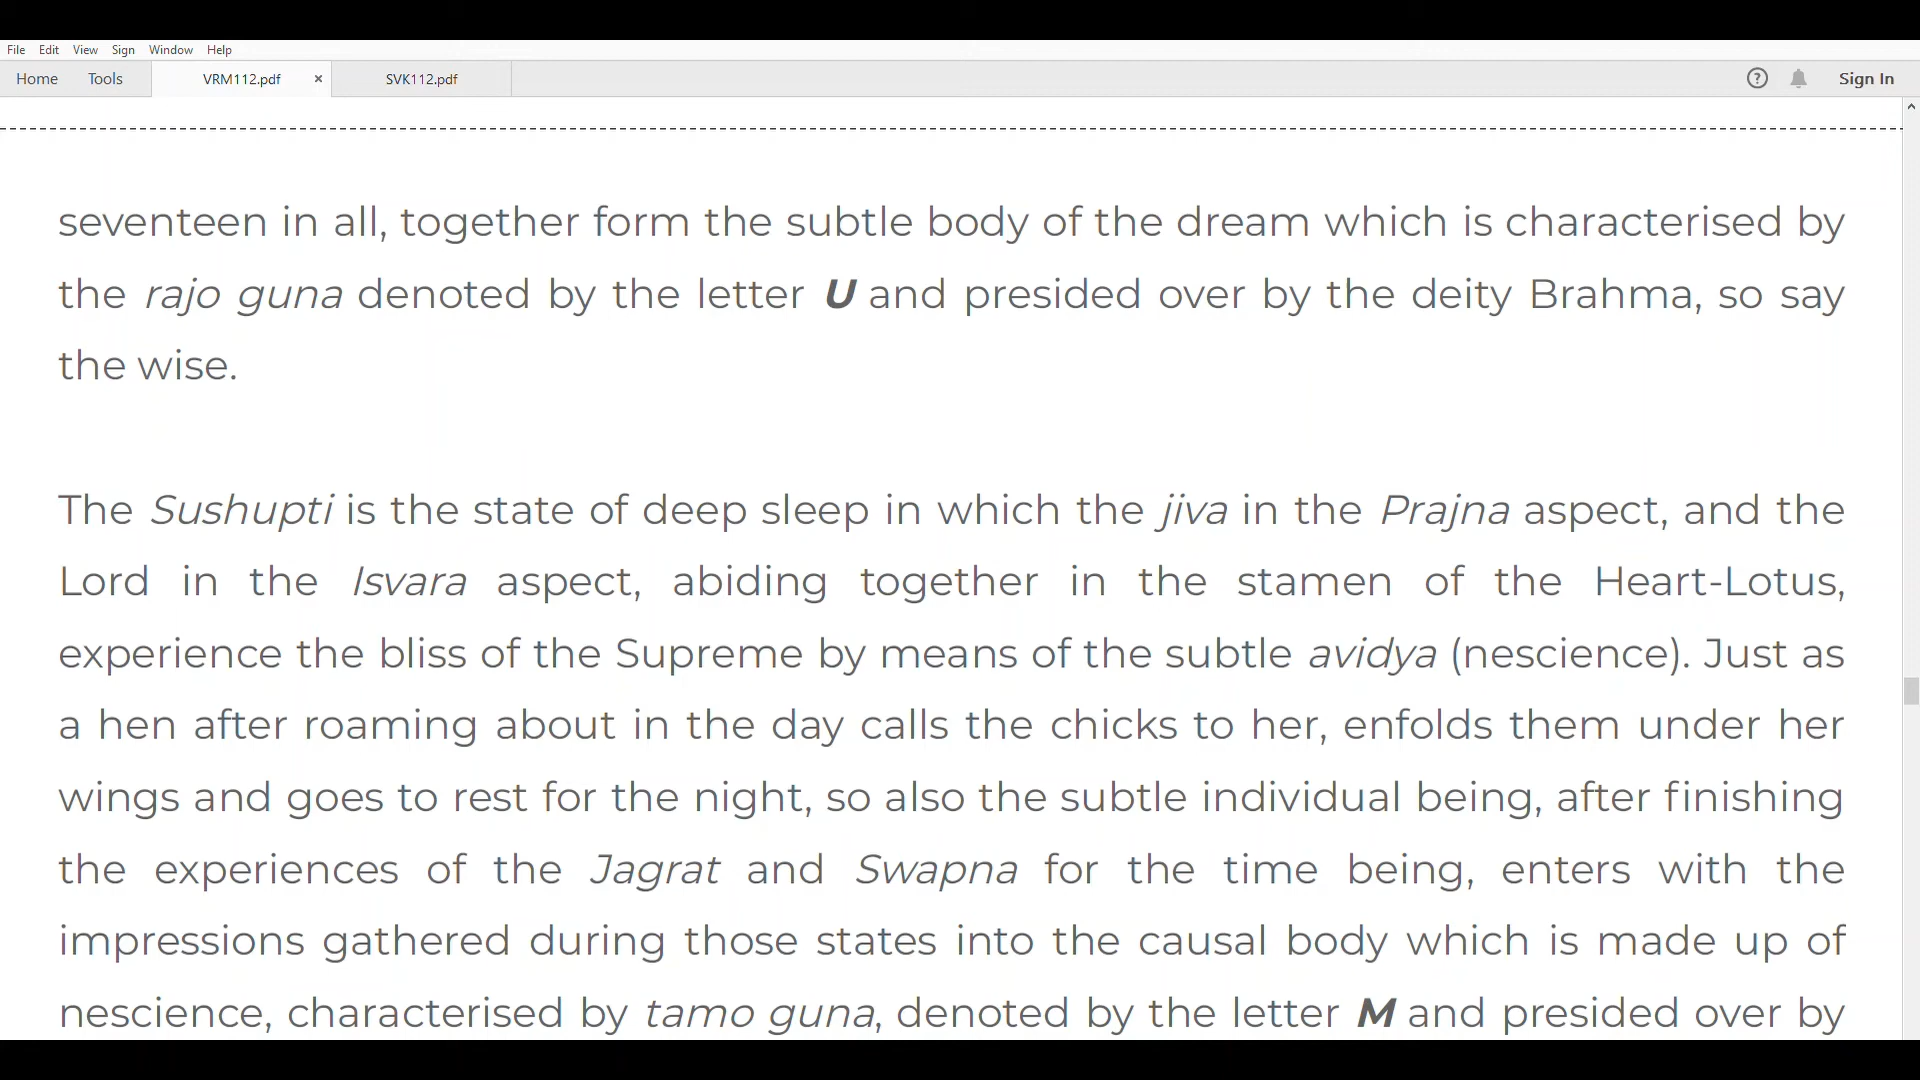 File Edit View Sign Window Help
Home Tools VRM112.pdf × SVK112.pdf ? Sign In
seventeen in all, together form the subtle body of the dream which is characterised by
the rajo guna denoted by the letter U and presided over by the deity Brahma, so say
the wise.
The Sushupti is the state of deep sleep in which the jiva in the Prajna aspect, and the
Lord in the Isvara aspect, abiding together in the stamen of the Heart-Lotus,
experience the bliss of the Supreme by means of the subtle avidya (nescience). Just as
a hen after roaming about in the day calls the chicks to her, enfolds them under her
wings and goes to rest for the night, so also the subtle individual being, after finishing
the experiences of the Jagrat and Swapna for the time being, enters with the
impressions gathered during those states into the causal body which is made up of
nescience, characterised by tamo guna, denoted by the letter M and presided over by